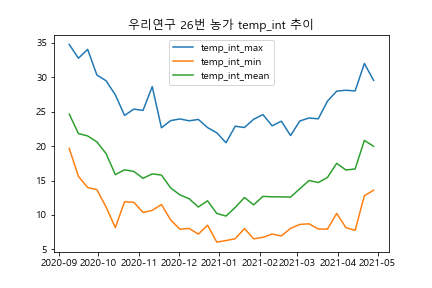 우리연구 26번 농가 temp_int 추이
temp_int_max
temp_int_min
temp_int_mean
35
30
25
20
15
10
5
2020-09 2020-10 2020-11 2020-12 2021-01 2021-02 2021-03 2021-04 2021-05